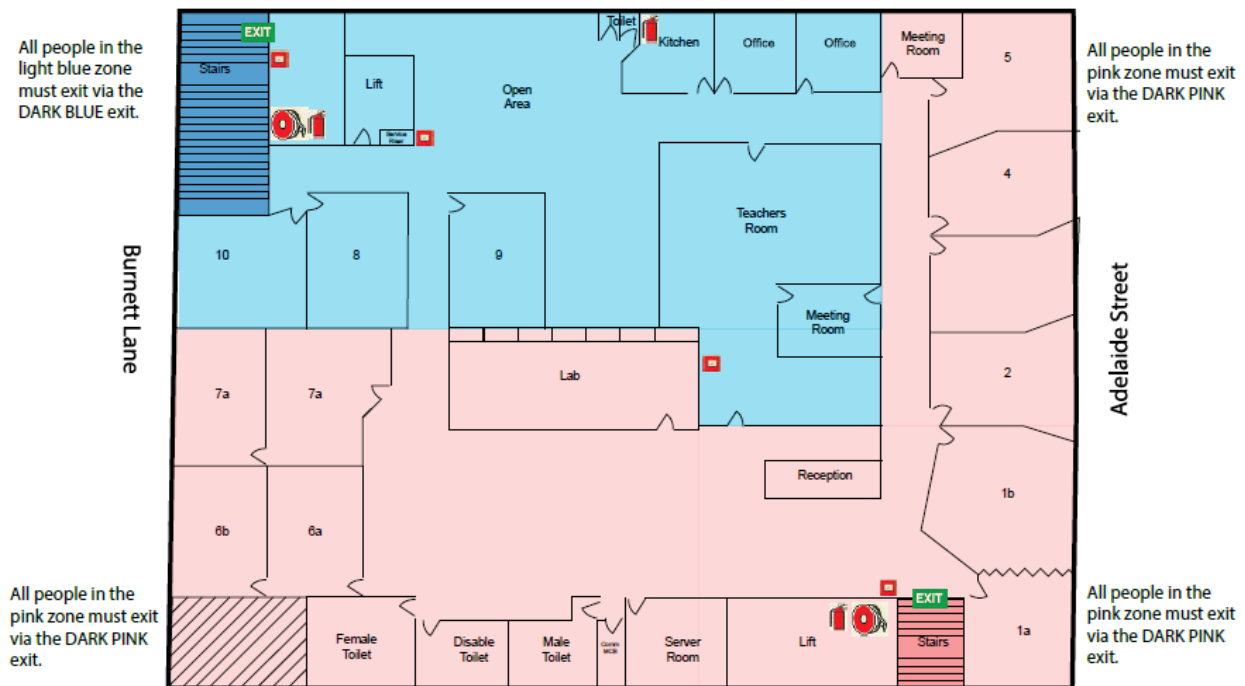 All people in the
light blue zone
must exit via the
DARK BLUE exit.
EXIT
Stairs
Lift
Service
Riser
Open
Area
Toilet
Kitchen
Office
Office
Meeting
Room
5
All people in the
pink zone must exit
via the DARK PINK
exit.
4
Teachers
Room
10
8
9
Burnett Lane
Meeting
Room
Adelaide Street
7a
7a
Lab
2
Reception
1b
6b
6a
All people in the
pink zone must exit
via the DARK PINK
exit.
Female
Toilet
Disable
Toilet
Male
Toilet
Comm
Server
Room
Lift
EXIT
Stairs
1a
All people in the
pink zone must exit
via the DARK PINK
exit.